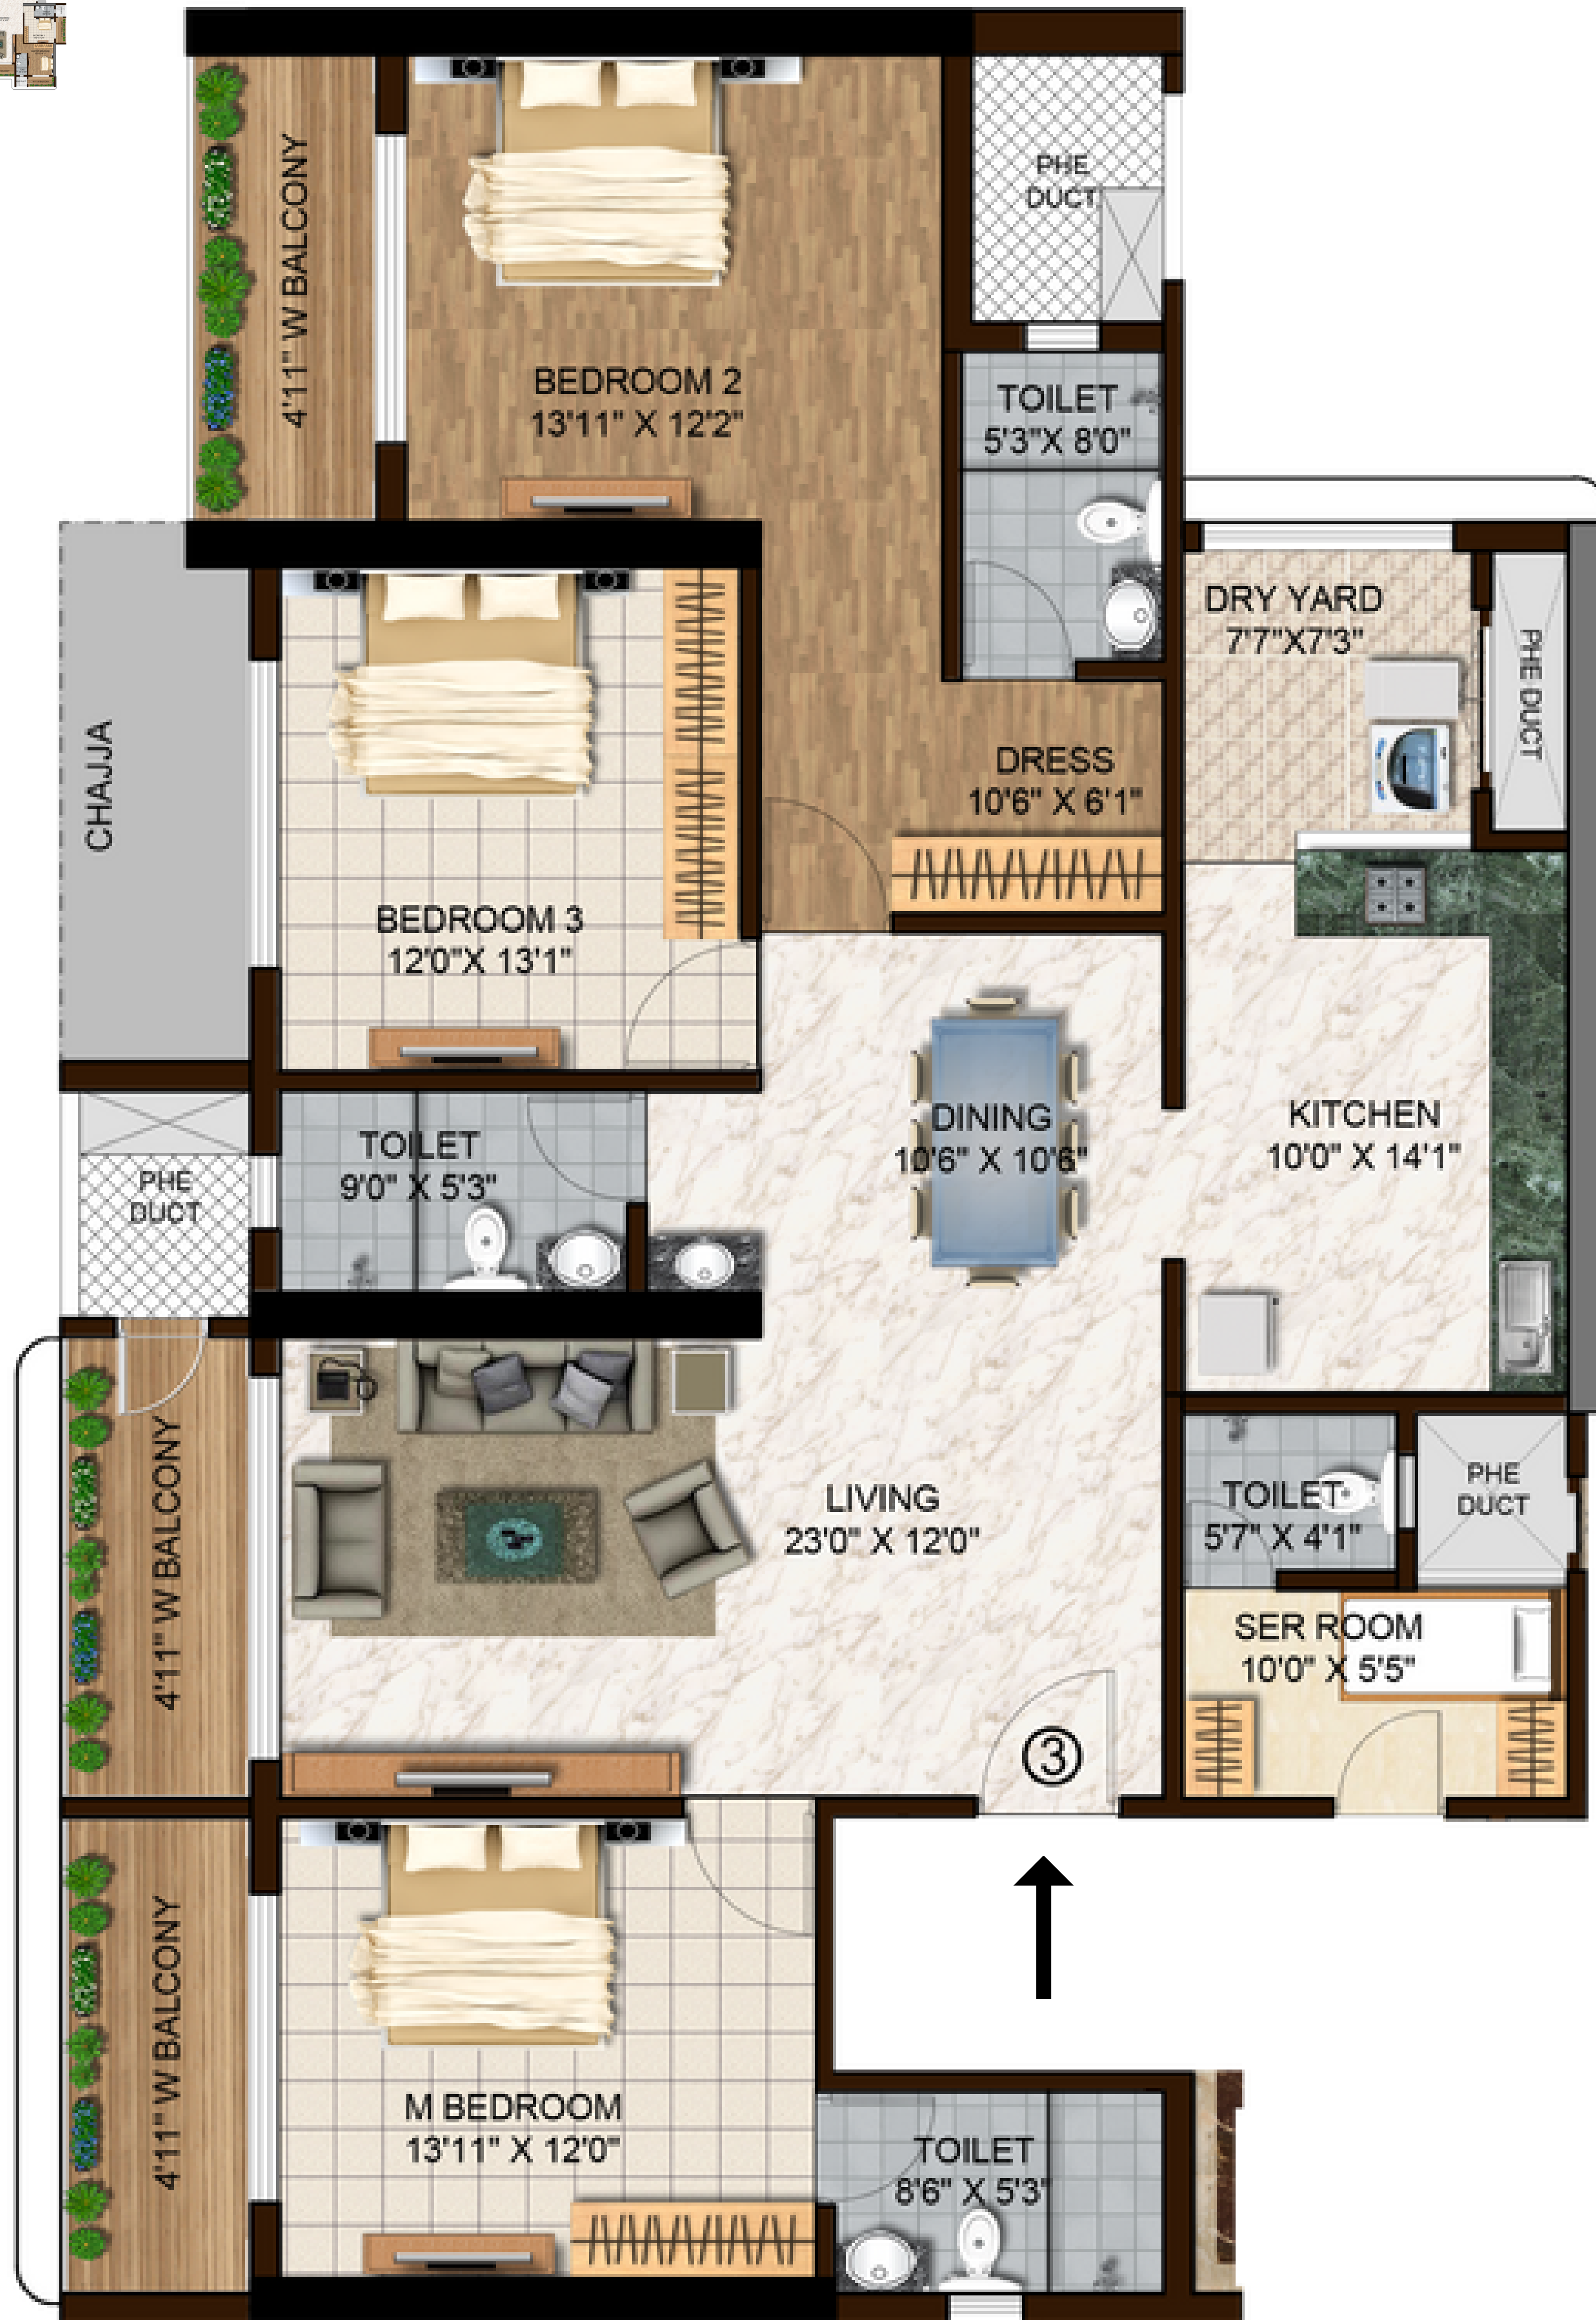 4'11" W BALCONY
BEDROOM 2
13'11" X 12'2"
PHE
DUCT
TOILET
5'3"X 8'0"
DRY YARD
7'7"X7'3"
PHE DUCT
CHAJJA
DRESS
10'6" X 6'1"
BEDROOM 3
12'0"X 13'1"
DINING
10'6" X 10'6"
KITCHEN
10'0" X 14'1"
TOILET
9'0" X 5'3"
PHE
DUCT
4'11" W BALCONY
LIVING
23'0" X 12'0"
TOILET
5'7" X 4'1"
PHE
DUCT
SER ROOM
10'0" X 5'5"
3
4'11" W BALCONY
M BEDROOM
13'11" X 12'0"
TOILET
8'6" X 5'3"